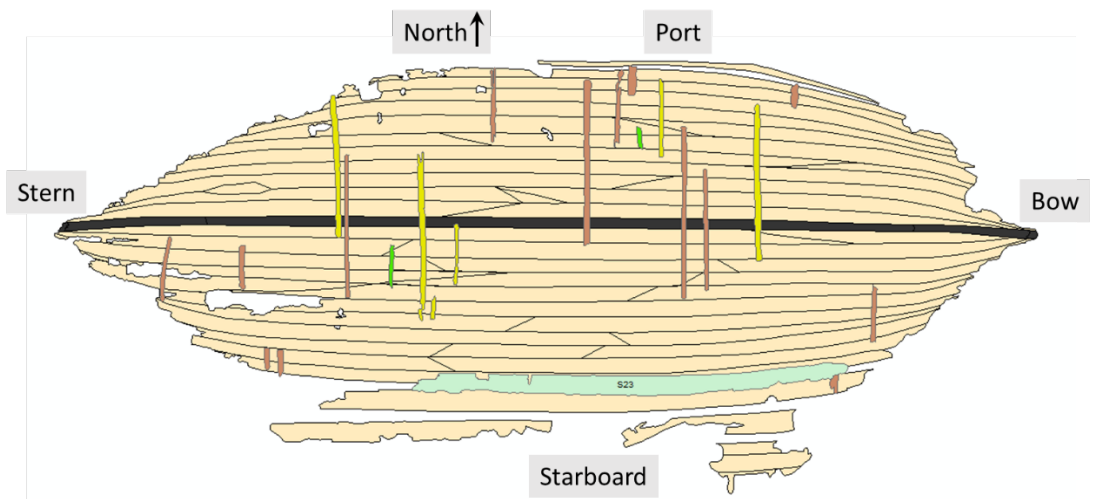 North↑
Port
Stern
Bow
S23
Starboard